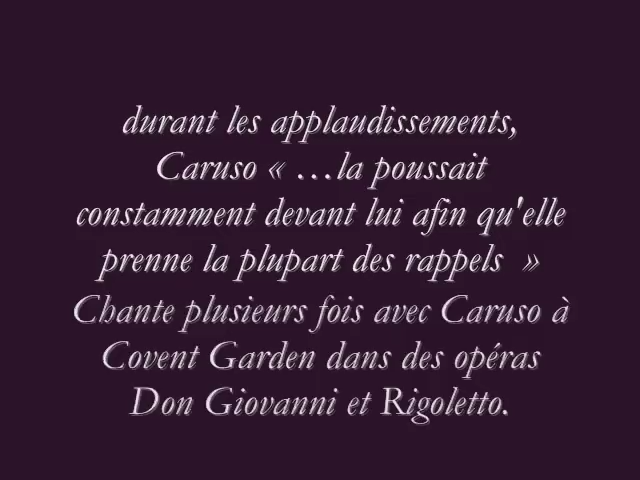 durant les applaudissements,
Caruso « …la poussait
constamment devant lui afin qu'elle
prenne la plupart des rappels »
Chante plusieurs fois avec Caruso à
Covent Garden dans des opéras
Don Giovanni et Rigoletto.